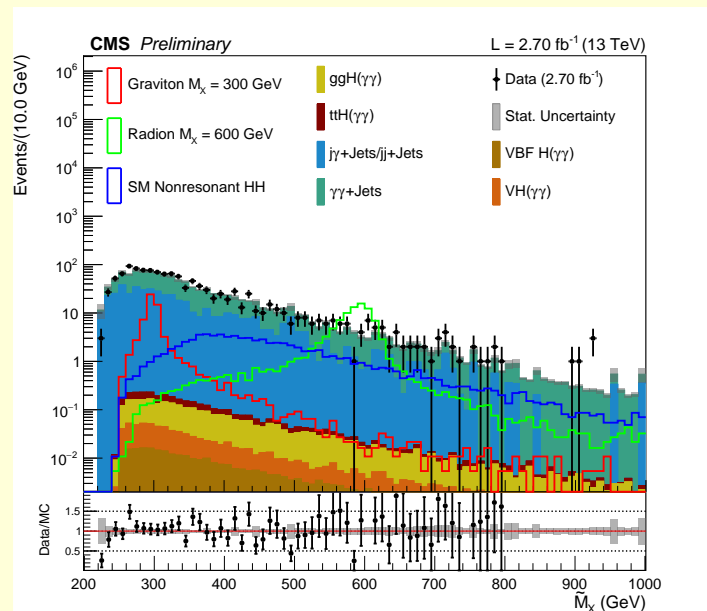 CMS Preliminary L = 2.70 fb⁻¹ (13 TeV)
Events/(10.0 GeV)
10⁶
10⁵
10⁴
10³
10²
10
1
10⁻¹
10⁻²
Graviton Mₓ = 300 GeV
Radion Mₓ = 600 GeV
SM Nonresonant HH
ggH(γγ)
ttH(γγ)
jγ+Jets/jj+Jets
γγ+Jets
Data (2.70 fb⁻¹)
Stat. Uncertainty
VBF H(γγ)
VH(γγ)
Data/MC
1.5
1
0.5
200 300 400 500 600 700 800 900 1000
M̃ₓ (GeV)